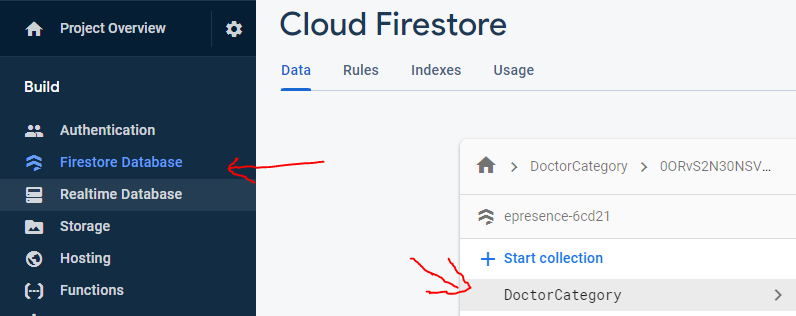 Project Overview
Build
Authentication
Firestore Database
Realtime Database
Storage
Hosting
Functions
Cloud Firestore
Data Rules Indexes Usage
DoctorCategory 0ORvS2N30NSV...
epresence-6cd21
+ Start collection
DoctorCategory